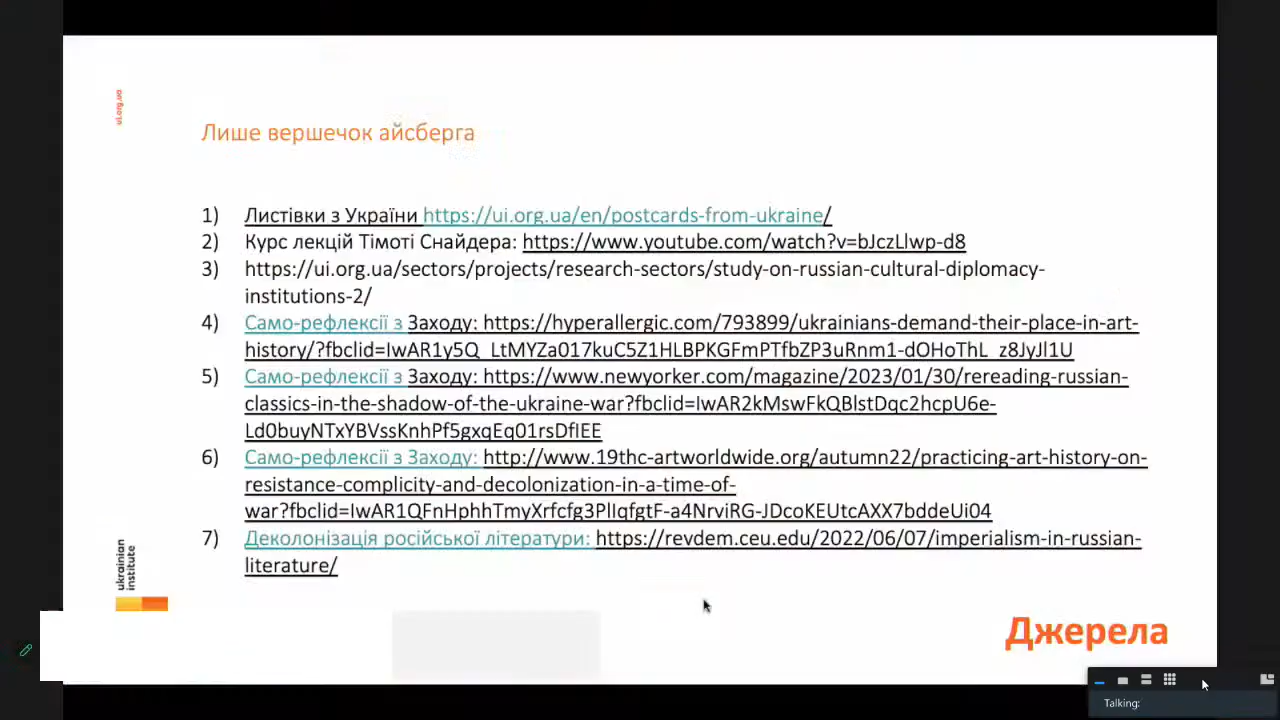 ui.org.ua
Лише вершечок айсберга
1) Листівки з України https://ui.org.ua/en/postcards-from-ukraine/
2) Курс лекцій Тімоті Снайдера: https://www.youtube.com/watch?v=bJczLlwp-d8
3) https://ui.org.ua/sectors/projects/research-sectors/study-on-russian-cultural-diplomacy-
institutions-2/
4) Само-рефлексії з Заходу: https://hyperallergic.com/793899/ukrainians-demand-their-place-in-art-
history/?fbclid=IwAR1y5Q_LtMYZa017kuC5Z1HLBPKGFmPTfbZP3uRnm1-dOHoThL_z8JyJl1U
5) Само-рефлексії з Заходу: https://www.newyorker.com/magazine/2023/01/30/rereading-russian-
classics-in-the-shadow-of-the-ukraine-war?fbclid=IwAR2kMswFkQBlstDqc2hcpU6e-
Ld0buyNTxYBVssKnhPf5gxqEq01rsDfIEE
6) Само-рефлексії з Заходу: http://www.19thc-artworldwide.org/autumn22/practicing-art-history-on-
resistance-complicity-and-decolonization-in-a-time-of-
war?fbclid=IwAR1QFnHphhTmyXrfcfg3PlIqfgtF-a4NrviRG-JDcoKEUtcAXX7bddeUi04
7) Деколонізація російської літератури: https://revdem.ceu.edu/2022/06/07/imperialism-in-russian-
literature/
ukrainian
institute
Джерела
Talking: